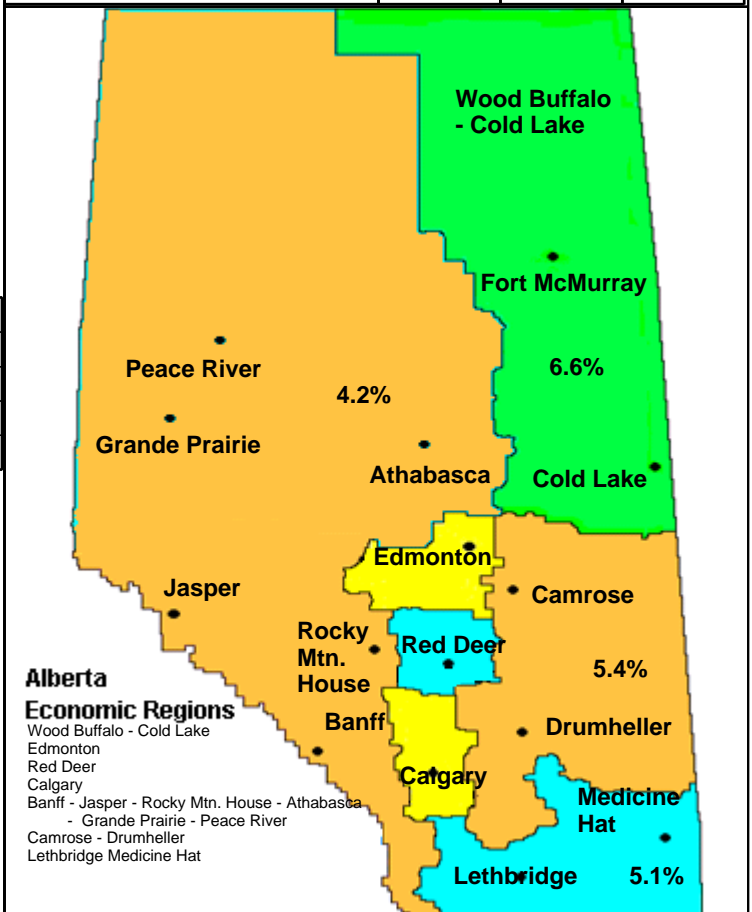 Wood Buffalo
- Cold Lake
Fort McMurray
Peace River
6.6%
4.2%
Grande Prairie
Athabasca
Cold Lake
Edmonton
Jasper
Camrose
Rocky
Mtn.
House
Red Deer
5.4%
Banff
Drumheller
Calgary
Medicine
Hat
Lethbridge
5.1%
Alberta
Economic Regions
Wood Buffalo - Cold Lake
Edmonton
Red Deer
Calgary
Banff - Jasper - Rocky Mtn. House - Athabasca
- Grande Prairie - Peace River
Camrose - Drumheller
Lethbridge Medicine Hat